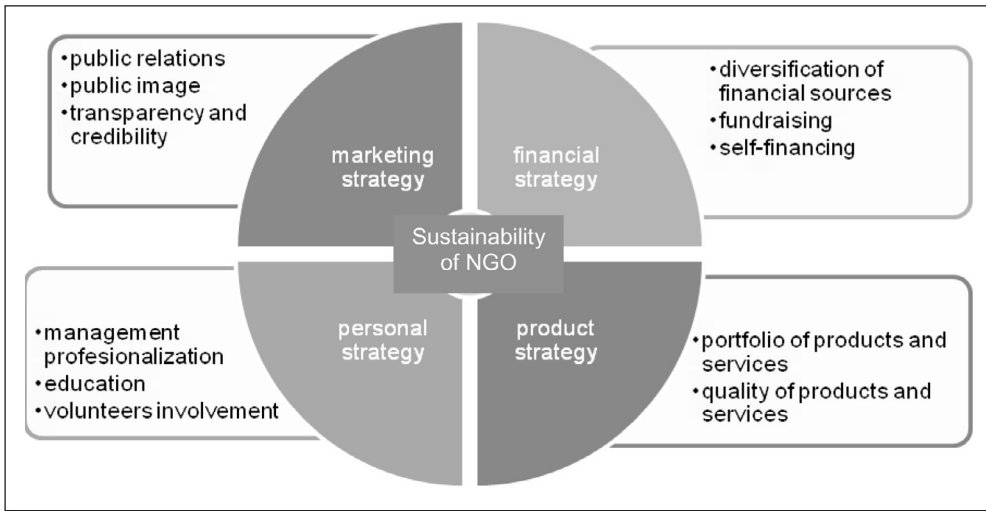 •public relations
•public image
•transparency and
credibility
marketing
strategy
financial
strategy
•diversification of
financial sources
•fundraising
•self-financing
Sustainability
of NGO
•management
profesionalization
•education
•volunteers involvement
personal
strategy
product
strategy
•portfolio of products and
services
•quality of products and
services